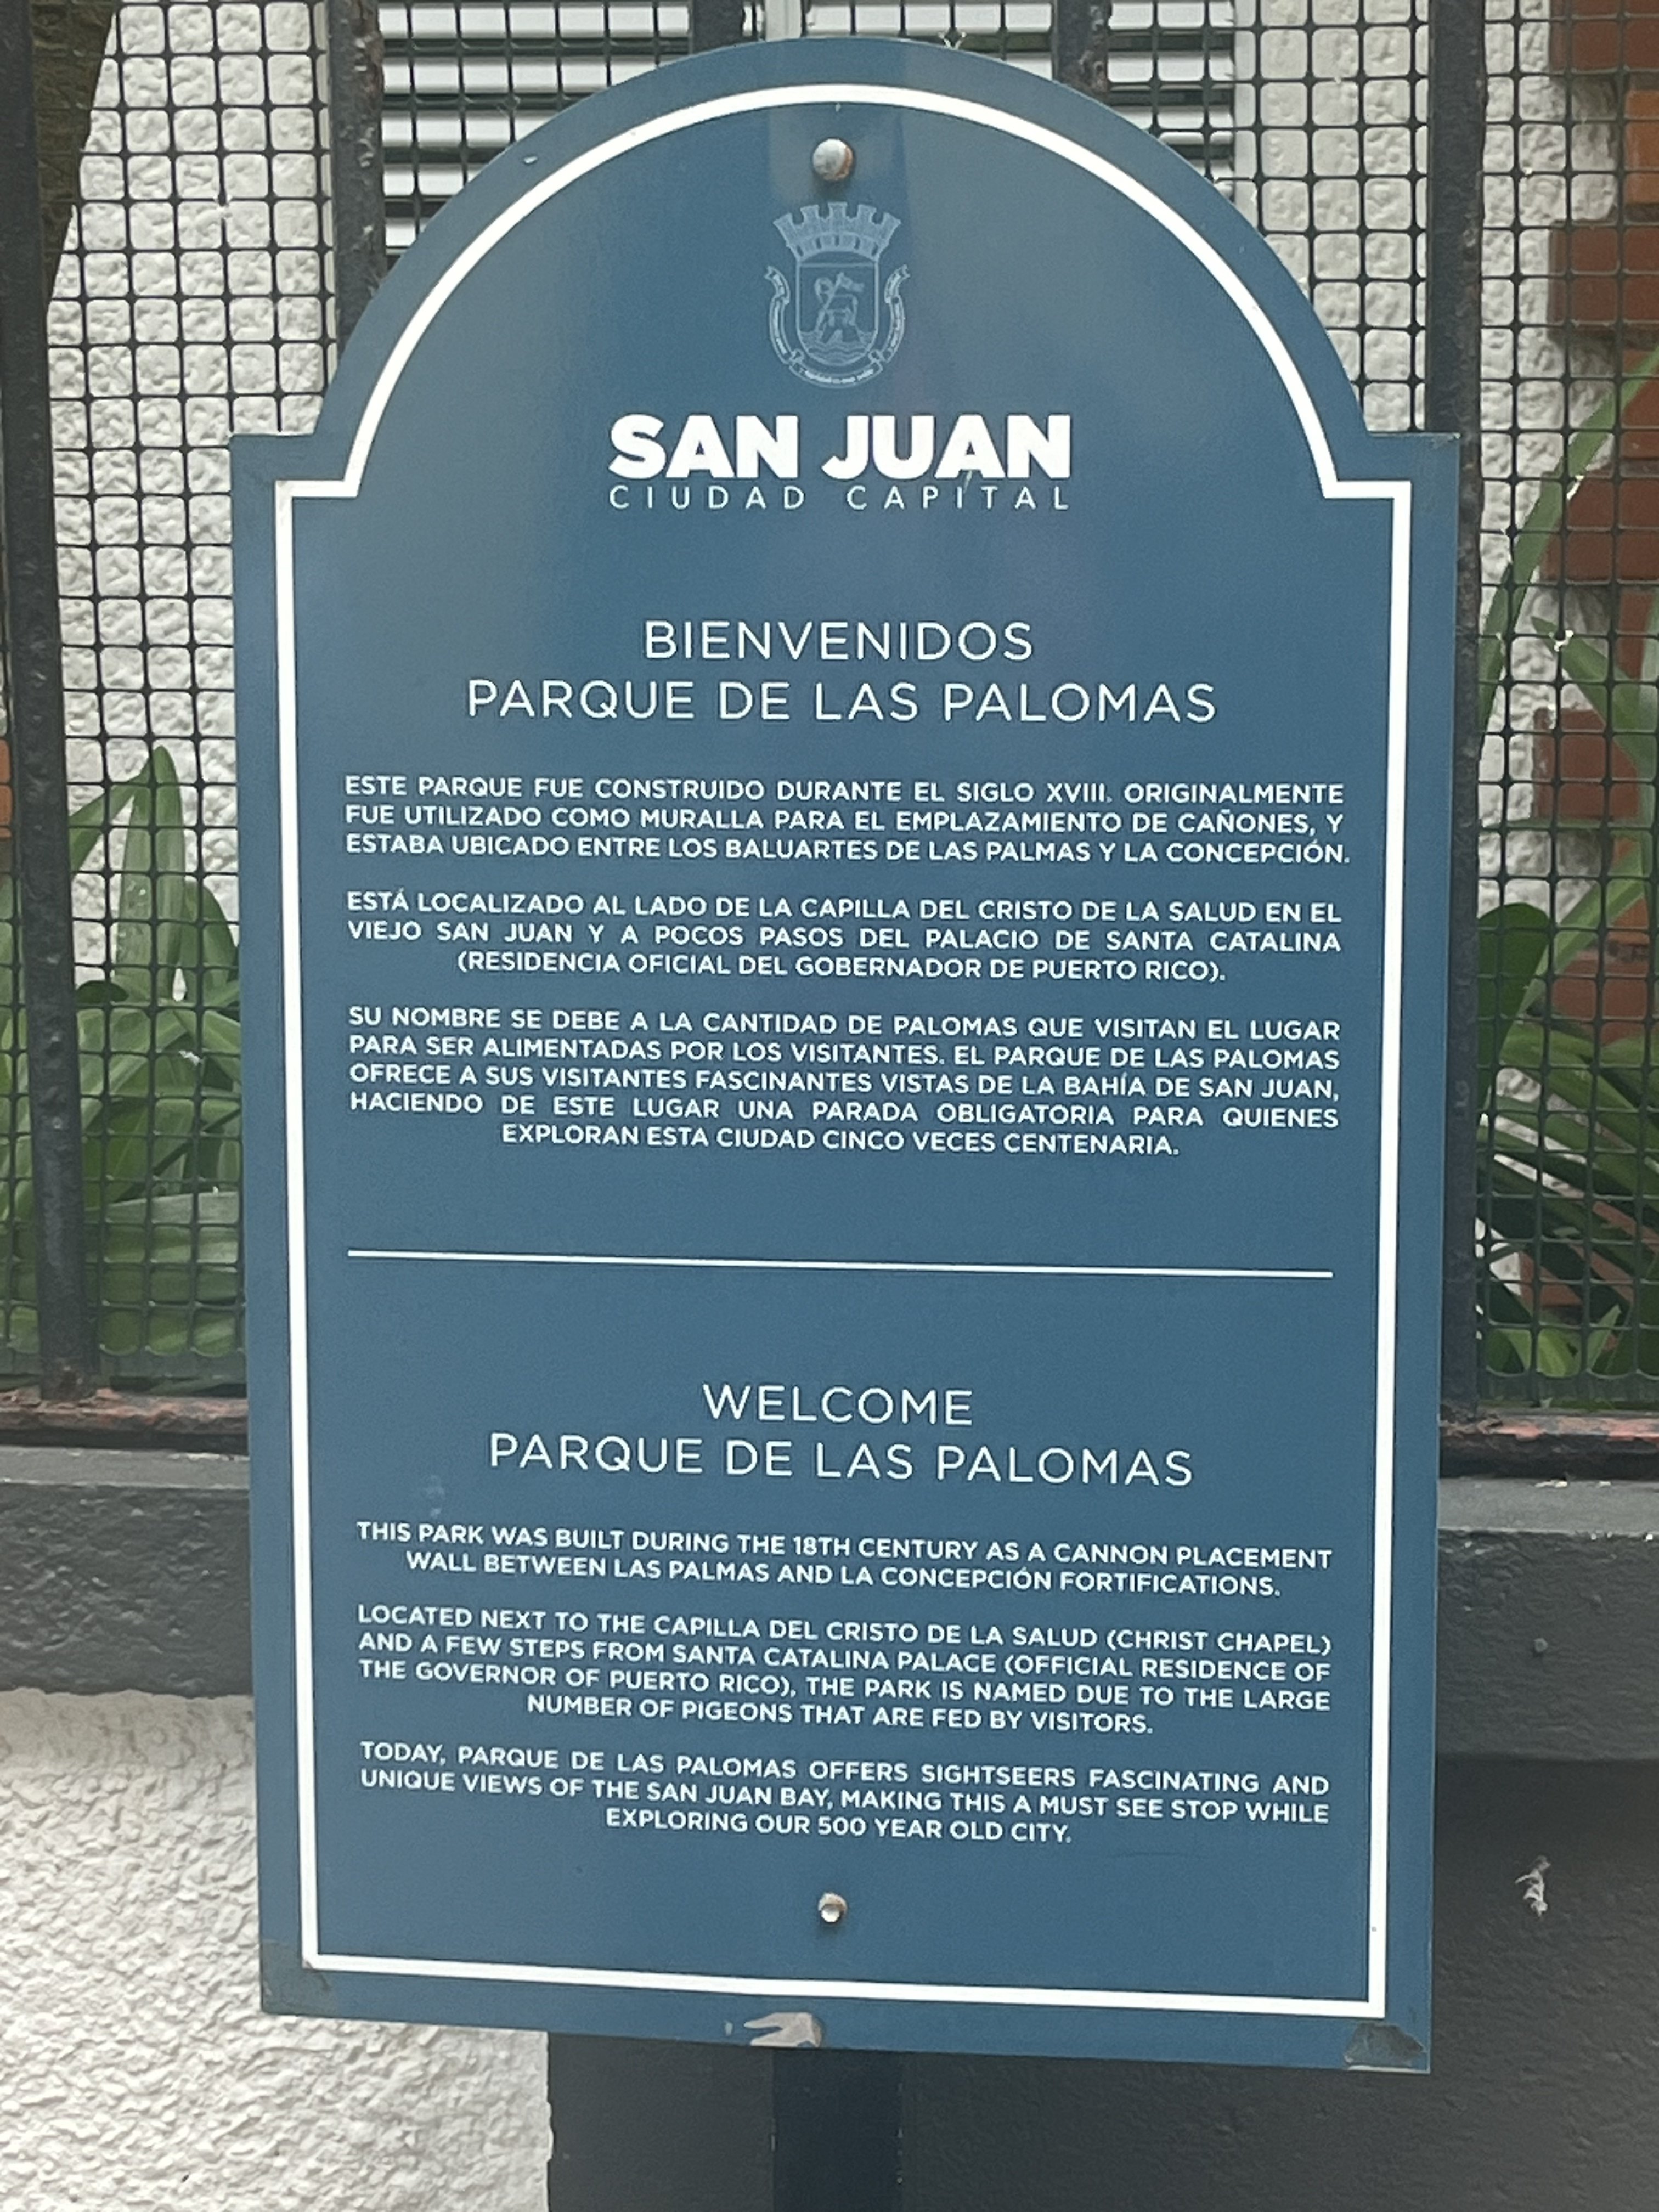 SAN JUAN
CIUDAD CAPITAL
BIENVENIDOS
PARQUE DE LAS PALOMAS
ESTE PARQUE FUE CONSTRUIDO DURANTE EL SIGLO XVIII. ORIGINALMENTE
FUE UTILIZADO COMO MURALLA PARA EL EMPLAZAMIENTO DE CAÑONES, Y
ESTABA UBICADO ENTRE LOS BALUARTES DE LAS PALMAS Y LA CONCEPCIÓN.
ESTÁ LOCALIZADO AL LADO DE LA CAPILLA DEL CRISTO DE LA SALUD EN EL
VIEJO SAN JUAN Y A POCOS PASOS DEL PALACIO DE SANTA CATALINA
(RESIDENCIA OFICIAL DEL GOBERNADOR DE PUERTO RICO).
SU NOMBRE SE DEBE A LA CANTIDAD DE PALOMAS QUE VISITAN EL LUGAR
PARA SER ALIMENTADAS POR LOS VISITANTES. EL PARQUE DE LAS PALOMAS
OFRECE A SUS VISITANTES FASCINANTES VISTAS DE LA BAHÍA DE SAN JUAN,
HACIENDO DE ESTE LUGAR UNA PARADA OBLIGATORIA PARA QUIENES
EXPLORAN ESTA CIUDAD CINCO VECES CENTENARIA.
WELCOME
PARQUE DE LAS PALOMAS
THIS PARK WAS BUILT DURING THE 18TH CENTURY AS A CANNON PLACEMENT
WALL BETWEEN LAS PALMAS AND LA CONCEPCIÓN FORTIFICATIONS.
LOCATED NEXT TO THE CAPILLA DEL CRISTO DE LA SALUD (CHRIST CHAPEL)
AND A FEW STEPS FROM SANTA CATALINA PALACE (OFFICIAL RESIDENCE OF
THE GOVERNOR OF PUERTO RICO), THE PARK IS NAMED DUE TO THE LARGE
NUMBER OF PIGEONS THAT ARE FED BY VISITORS.
TODAY, PARQUE DE LAS PALOMAS OFFERS SIGHTSEERS FASCINATING AND
UNIQUE VIEWS OF THE SAN JUAN BAY, MAKING THIS A MUST SEE STOP WHILE
EXPLORING OUR 500 YEAR OLD CITY.